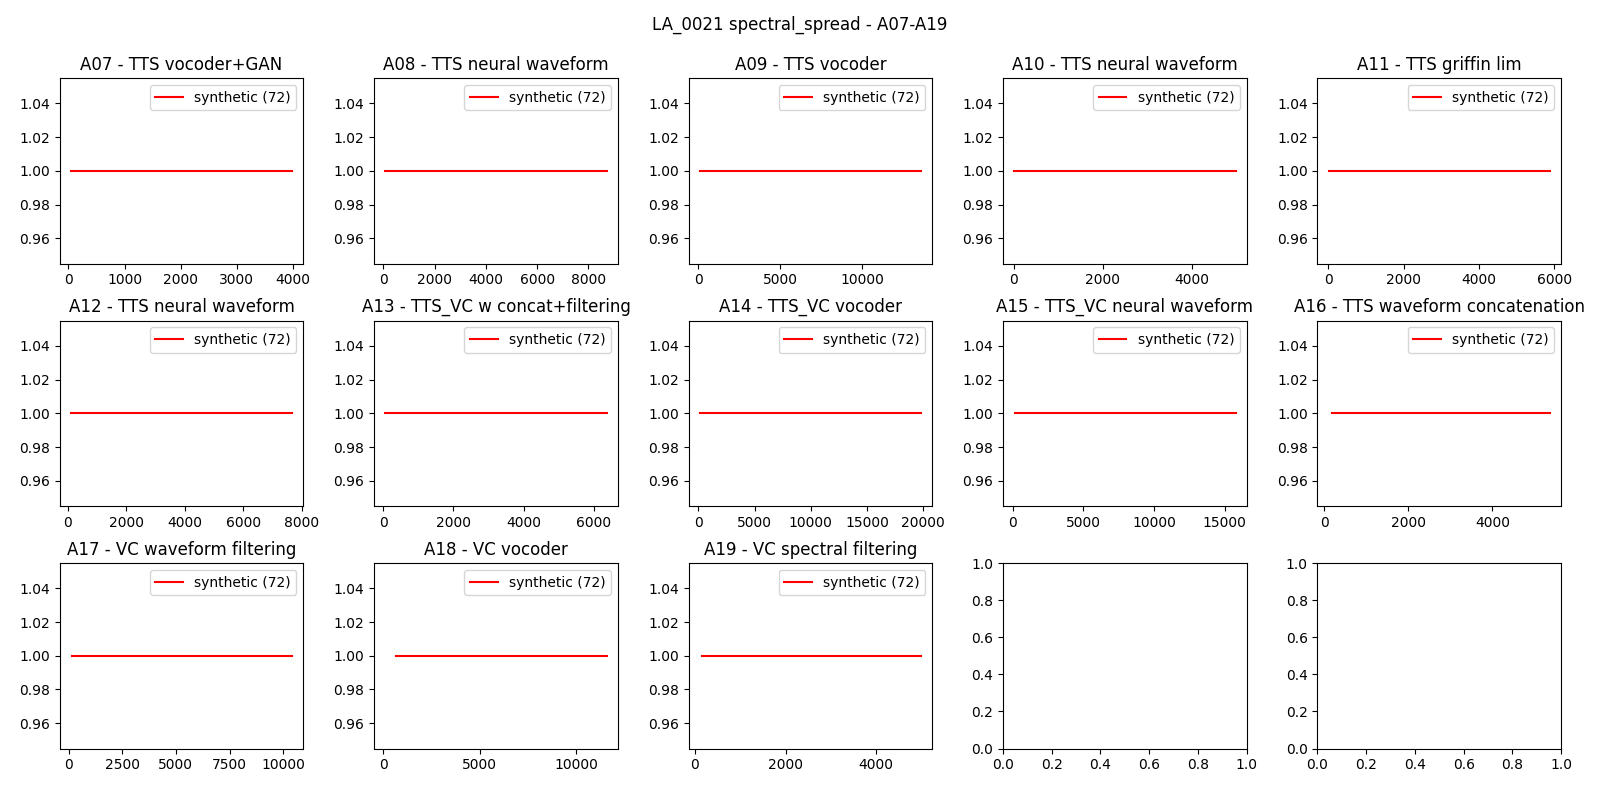 LA_0021 spectral_spread - A07-A19
A07 - TTS vocoder+GAN
synthetic (72)
1.04
1.02
1.00
0.98
0.96
0 1000 2000 3000 4000
A08 - TTS neural waveform
synthetic (72)
1.04
1.02
1.00
0.98
0.96
0 2000 4000 6000 8000
A09 - TTS vocoder
synthetic (72)
1.04
1.02
1.00
0.98
0.96
0 5000 10000
A10 - TTS neural waveform
synthetic (72)
1.04
1.02
1.00
0.98
0.96
0 2000 4000
A11 - TTS griffin lim
synthetic (72)
1.04
1.02
1.00
0.98
0.96
0 2000 4000 6000
A12 - TTS neural waveform
synthetic (72)
1.04
1.02
1.00
0.98
0.96
0 2000 4000 6000 8000
A13 - TTS_VC w concat+filtering
synthetic (72)
1.04
1.02
1.00
0.98
0.96
0 2000 4000 6000
A14 - TTS_VC vocoder
synthetic (72)
1.04
1.02
1.00
0.98
0.96
0 5000 10000 15000 20000
A15 - TTS_VC neural waveform
synthetic (72)
1.04
1.02
1.00
0.98
0.96
0 5000 10000 15000
A16 - TTS waveform concatenation
synthetic (72)
1.04
1.02
1.00
0.98
0.96
0 2000 4000
A17 - VC waveform filtering
synthetic (72)
1.04
1.02
1.00
0.98
0.96
0 2500 5000 7500 10000
A18 - VC vocoder
synthetic (72)
1.04
1.02
1.00
0.98
0.96
0 5000 10000
A19 - VC spectral filtering
synthetic (72)
1.04
1.02
1.00
0.98
0.96
0 2000 4000
1.0
0.8
0.6
0.4
0.2
0.0
0.0 0.2 0.4 0.6 0.8 1.0
1.0
0.8
0.6
0.4
0.2
0.0
0.0 0.2 0.4 0.6 0.8 1.0